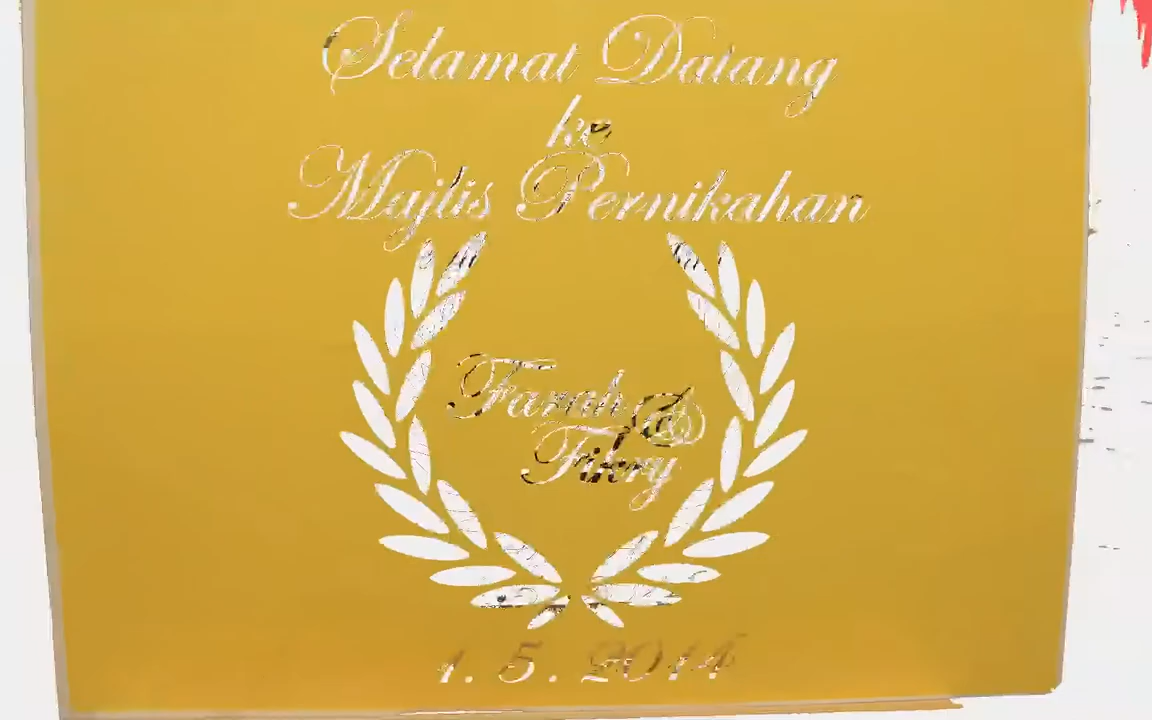 Selamat Datang
ke
Majlis Pernikahan
Farah &
Fikry
1.5.2014